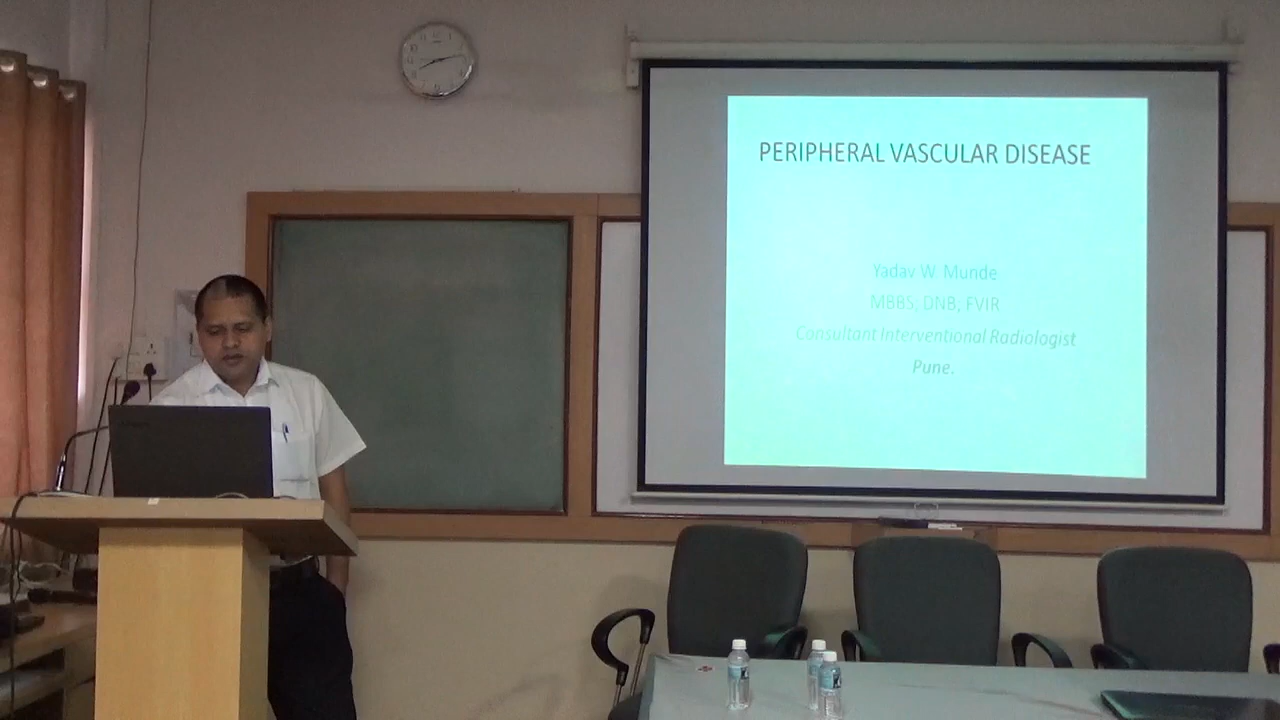 PERIPHERAL VASCULAR DISEASE
Yadav W. Munde
MBBS, DNB, FVIR
Consultant Interventional Radiologist
Pune.